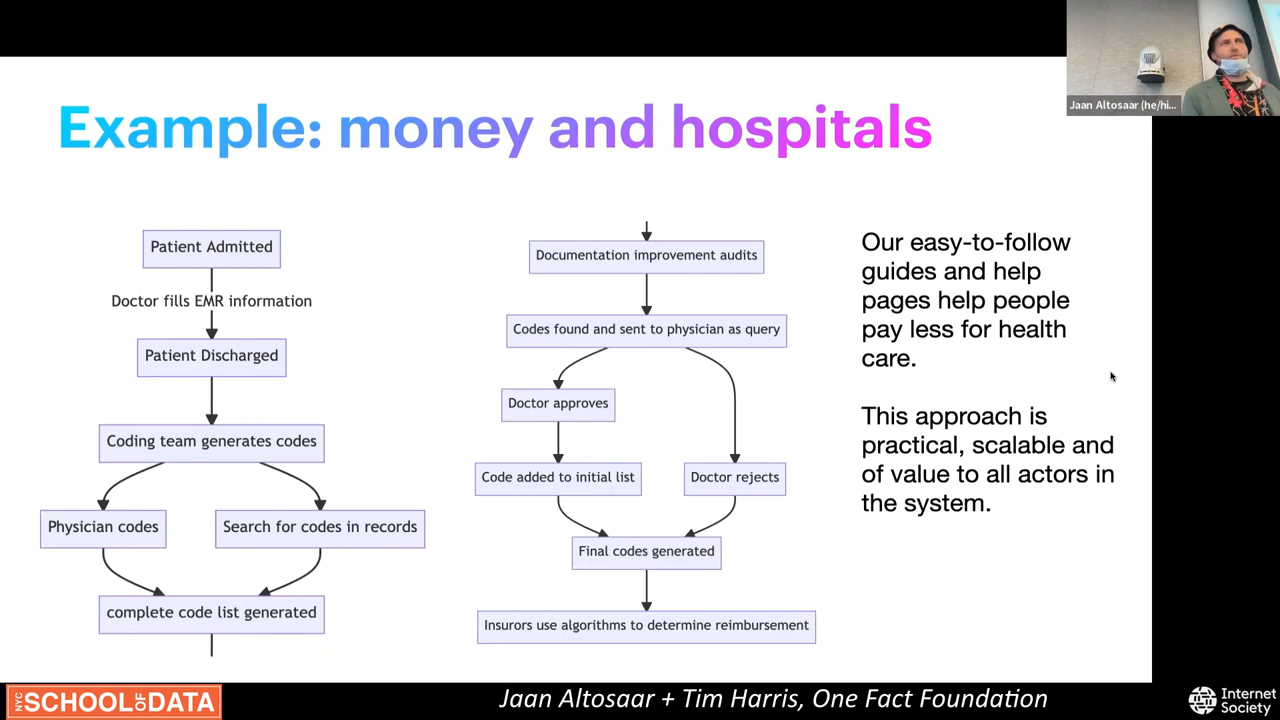 Jaan Altosaar (he/hi...
Example: money and hospitals
Patient Admitted
Doctor fills EMR information
Patient Discharged
Coding team generates codes
Physician codes
Search for codes in records
complete code list generated
Documentation improvement audits
Codes found and sent to physician as query
Doctor approves
Code added to initial list
Doctor rejects
Final codes generated
Insurors use algorithms to determine reimbursement
Our easy-to-follow
guides and help
pages help people
pay less for health
care.
This approach is
practical, scalable and
of value to all actors in
the system.
NYC SCHOOL OF DATA
Jaan Altosaar + Tim Harris, One Fact Foundation
Internet
Society